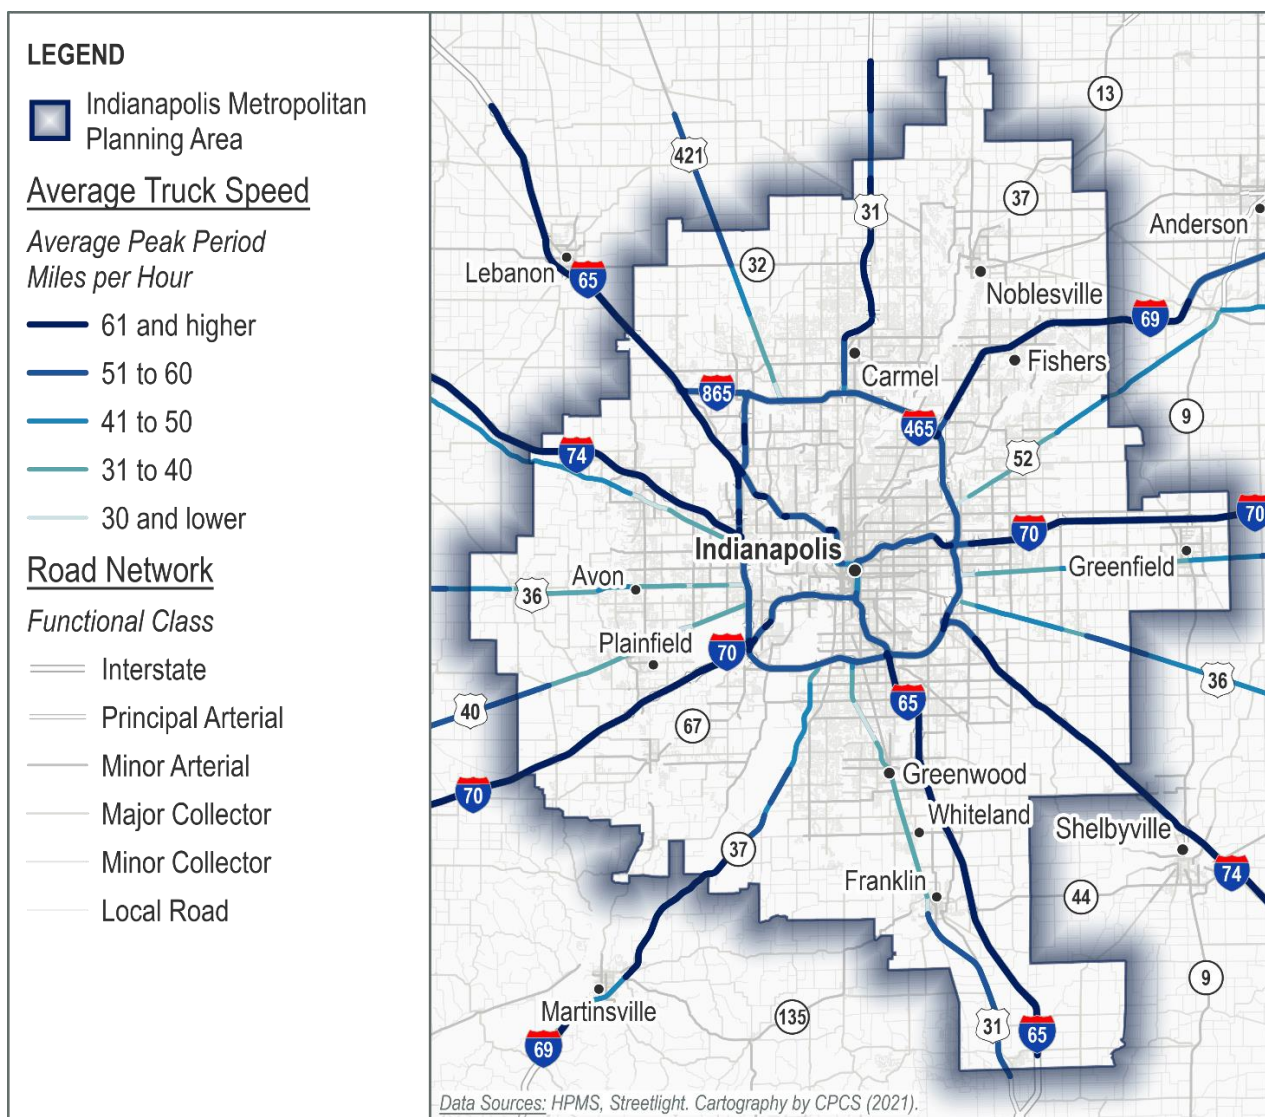 LEGEND
Indianapolis Metropolitan
Planning Area
Average Truck Speed
Average Peak Period
Miles per Hour
61 and higher
51 to 60
41 to 50
31 to 40
30 and lower
Road Network
Functional Class
Interstate
Principal Arterial
Minor Arterial
Major Collector
Minor Collector
Local Road
13
421
37
31
Anderson
32
Lebanon
65
Noblesville
69
Fishers
Carmel
865
9
465
74
52
70
70
Indianapolis
Greenfield
Avon
36
Plainfield
70
36
65
40
67
70
Greenwood
Whiteland
Shelbyville
37
74
Franklin
44
9
Martinsville
135
31
65
69
Data Sources: HPMS, Streetlight. Cartography by CPCS (2021).